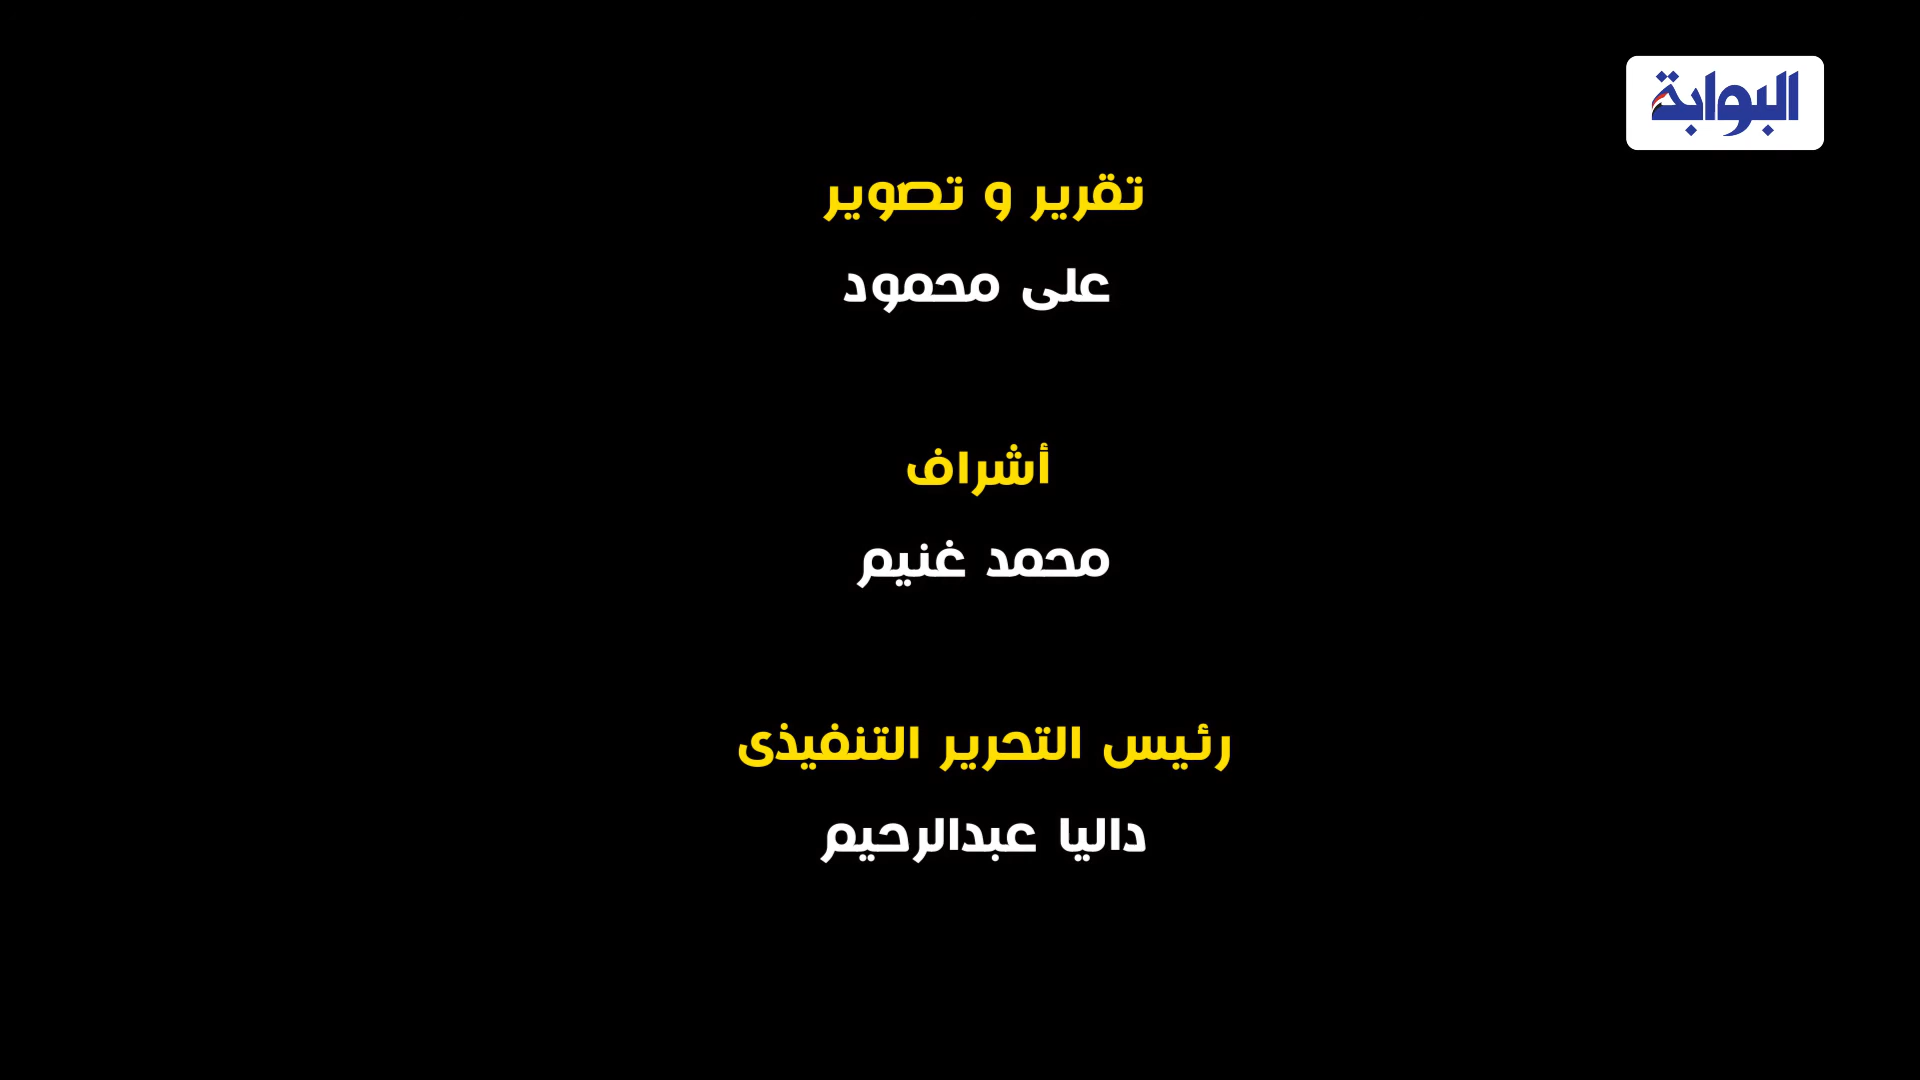 البوابة
تقرير و تصوير
على محمود
أشراف
محمد غنيم
رئيس التحرير التنفيذى
داليا عبدالرحيم